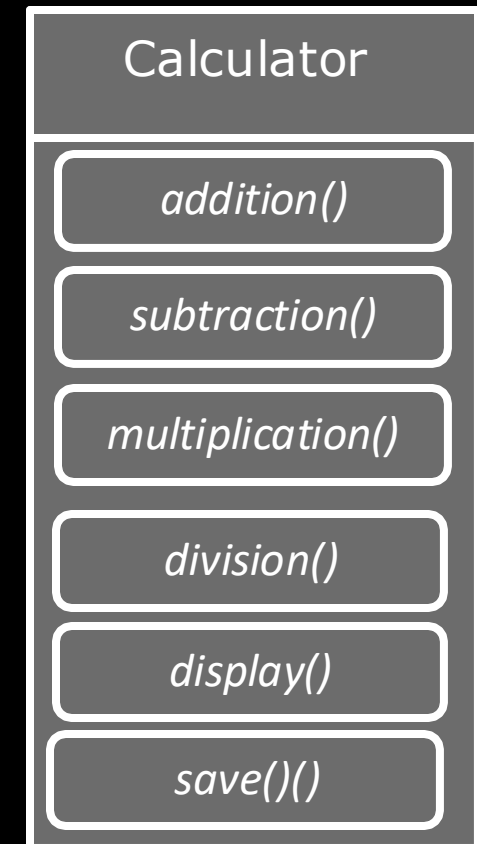 Calculator
addition()
subtraction()
multiplication()
division()
display()
save()()